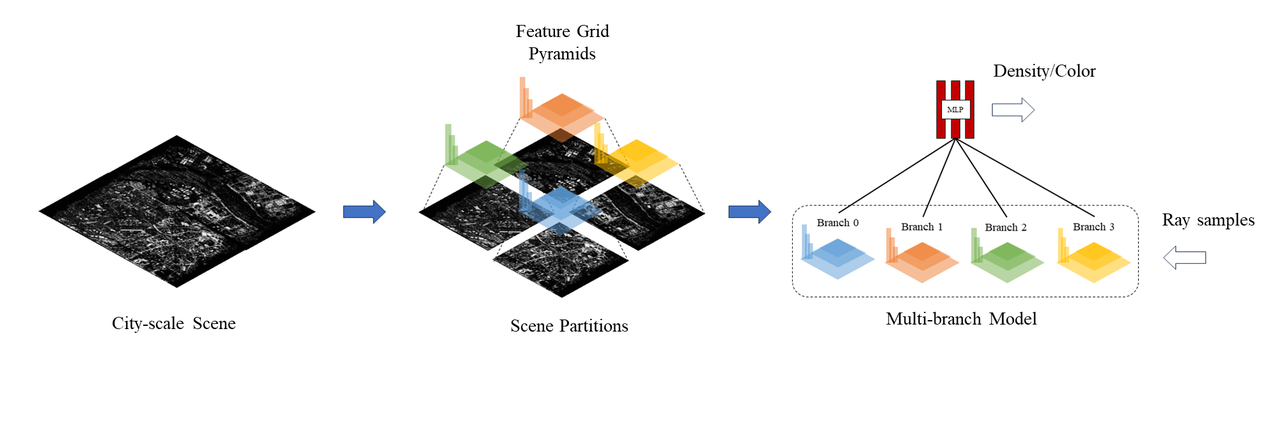 Feature Grid
Pyramids
Density/Color
MLP
Ray samples
Branch 0
Branch 1
Branch 2
Branch 3
City-scale Scene
Scene Partitions
Multi-branch Model